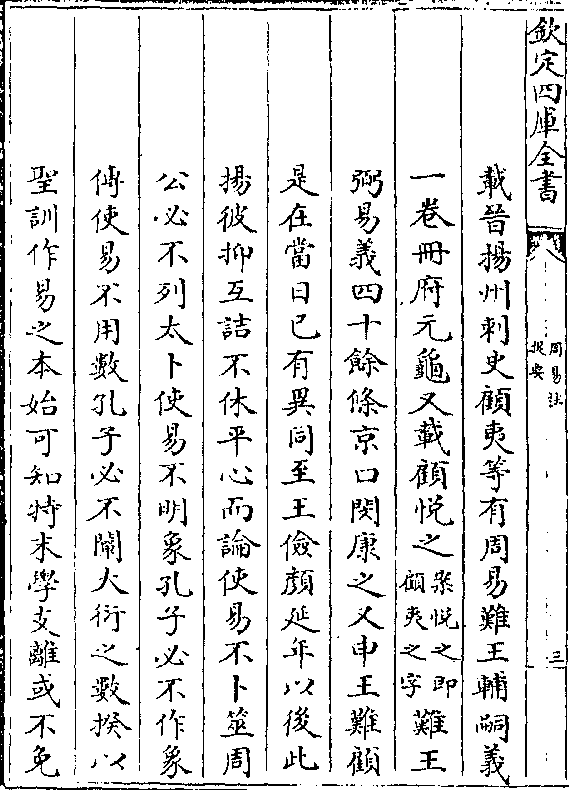 欽定四庫全書
周易註
提要
三
載晉揚州刺史顧夷等有周易難王輔嗣義
一卷冊府元龜又載顧悅之案悅之即顧夷之字難王
弼易義四十餘條京口閔康之又申王難顧
是在當日已有異同至王儉顏延年以後此
揚彼抑互詰不休平心而論使易不卜筮周
公必不列太卜使易不明象孔子必不作象
傳使易不用數孔子必不闡大衍之數揆以
聖訓作易之本始可知特末學支離或不免